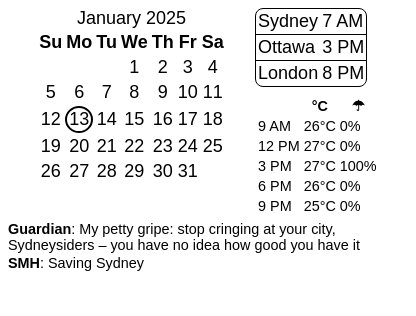 January 2025
Su Mo Tu We Th Fr Sa
1 2 3 4
5 6 7 8 9 10 11
12 13 14 15 16 17 18
19 20 21 22 23 24 25
26 27 28 29 30 31
Sydney 7 AM
Ottawa 3 PM
London 8 PM
°C ☂
9 AM 26°C 0%
12 PM 27°C 0%
3 PM 27°C 100%
6 PM 26°C 0%
9 PM 25°C 0%
Guardian: My petty gripe: stop cringing at your city,
Sydneysiders – you have no idea how good you have it
SMH: Saving Sydney